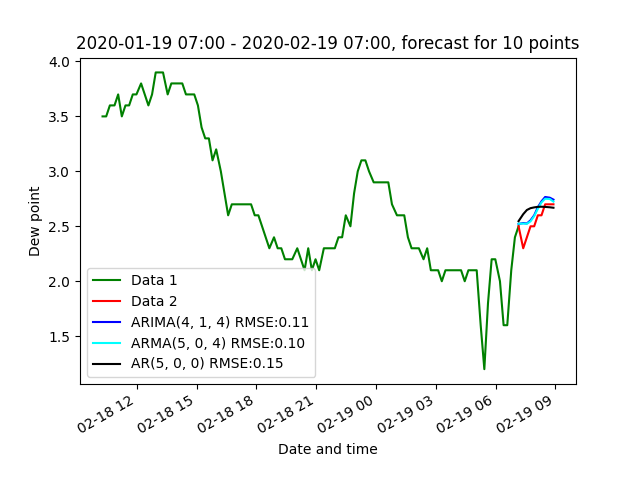 2020-01-19 07:00 - 2020-02-19 07:00, forecast for 10 points
4.0
3.5
3.0
2.5
2.0
1.5
Dew point
Data 1
Data 2
ARIMA(4, 1, 4) RMSE:0.11
ARMA(5, 0, 4) RMSE:0.10
AR(5, 0, 0) RMSE:0.15
02-18 12
02-18 15
02-18 18
02-18 21
02-19 00
02-19 03
02-19 06
02-19 09
Date and time